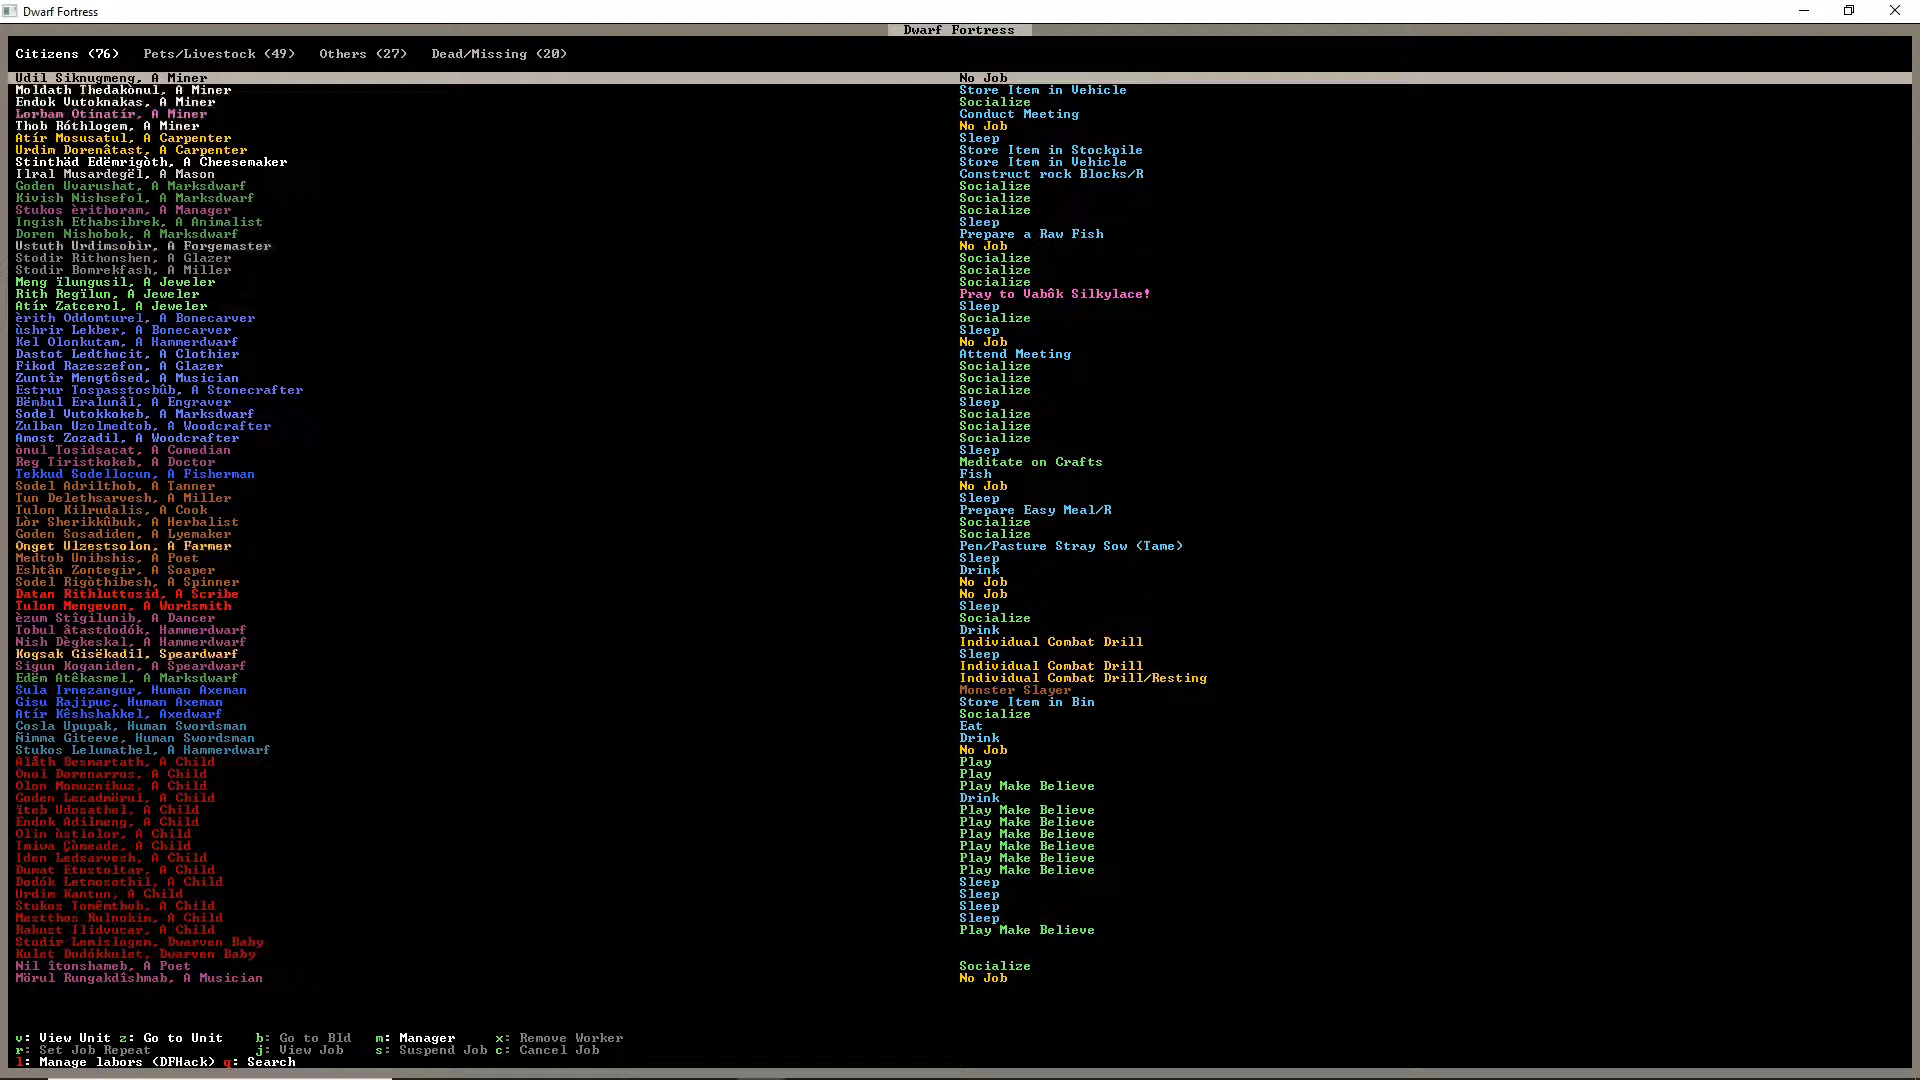 Dwarf Fortress
Dwarf Fortress
Citizens (76) Pets/Livestock (49) Others (27) Dead/Missing (20)
Udil Siknugmeng, A Miner No Job
Moldath Thedakònul, A Miner Store Item in Vehicle
Endok Vutoknakas, A Miner Socialize
Lorbam Otinatír, A Miner Conduct Meeting
Thob Róthlogem, A Miner No Job
Atír Mosusatul, A Carpenter Sleep
Urdim Dorenâtast, A Carpenter Store Item in Stockpile
Stinthäd Edëmrigòth, A Cheesemaker Store Item in Vehicle
Ilral Musardegël, A Mason Construct rock Blocks/R
Goden Uvarushat, A Marksdwarf Socialize
Kivish Nishsefol, A Marksdwarf Socialize
Stukos èrithoram, A Manager Socialize
Ingish Ethabsibrek, A Animalist Sleep
Doren Nishobok, A Marksdwarf Prepare a Raw Fish
Ustuth Urdimsobìr, A Forgemaster No Job
Stodir Rithonshen, A Glazer Socialize
Stodir Bomrekfash, A Miller Socialize
Meng ïlungusil, A Jeweler Socialize
Rith Regïlun, A Jeweler Pray to Vabôk Silkylace!
Atír Zatcerol, A Jeweler Sleep
èrith Oddomturel, A Bonecarver Socialize
ùshrir Lekber, A Bonecarver Sleep
Kel Olonkutam, A Hammerdwarf No Job
Dastot Ledthocit, A Clothier Attend Meeting
Fikod Razeszefon, A Glazer Socialize
Zuntîr Mengtôsed, A Musician Socialize
Estrur Tospasstosbûb, A Stonecrafter Socialize
Bëmbul Eralunâl, A Engraver Sleep
Sodel Vutokkokeb, A Marksdwarf Socialize
Zulban Uzolmedtob, A Woodcrafter Socialize
Amost Zozadil, A Woodcrafter Socialize
ònul Tosidsacat, A Comedian Sleep
Reg Tiristkokeb, A Doctor Meditate on Crafts
Tekkud Sodellocun, A Fisherman Fish
Sodel Adrilthob, A Tanner No Job
Tun Delethsarvesh, A Miller Sleep
Tulon Kilrudalis, A Cook Prepare Easy Meal/R
Lòr Sherikkûbuk, A Herbalist Socialize
Goden Sosadiden, A Lyemaker Socialize
Onget Ulzestsolon, A Farmer Pen/Pasture Stray Sow (Tame)
Medtob Unibshis, A Poet Sleep
Eshtân Zontegir, A Soaper Drink
Sodel Rigòthibesh, A Spinner No Job
Datan Rithluttosid, A Scribe No Job
Tulon Mengevon, A Wordsmith Sleep
èzum Stîgilunib, A Dancer Socialize
Tobul âtastdodók, Hammerdwarf Drink
Nish Dègkeskal, A Hammerdwarf Individual Combat Drill
Kogsak Gisëkadil, Speardwarf Sleep
Sigun Koganiden, A Speardwarf Individual Combat Drill
Edëm Atêkasmel, A Marksdwarf Individual Combat Drill/Resting
Sula Irnezangur, Human Axeman Monster Slayer
Gisu Rajipuc, Human Axeman Store Item in Bin
Atír Kêshshakkel, Axedwarf Socialize
Cosla Upupak, Human Swordsman Eat
Ñimma Gîteeve, Human Swordsman Drink
Stukos Lelumathel, A Hammerdwarf No Job
Alåth Besmartath, A Child Play
Onol Dorenarros, A Child Play
Olon Momuznikuz, A Child Play Make Believe
Goden Lecadmörul, A Child Drink
ïteb Udosathel, A Child Play Make Believe
Endok Adilmeng, A Child Play Make Believe
Olin ùstlolor, A Child Play Make Believe
Imiwa Çòmeade, A Child Play Make Believe
Iden Ledsarvesh, A Child Play Make Believe
Dumat Etostoltar, A Child Play Make Believe
Dodók Letmosothil, A Child Sleep
Urdim Kantun, A Child Sleep
Stukos Tomêmthob, A Child Sleep
Mestthos Rulnokim, A Child Sleep
Rakust Ilidvucar, A Child Play Make Believe
Stodir Lemislogem, Dwarven Baby
Kulet Dodókkulet, Dwarven Baby
Nil îtonshameb, A Poet Socialize
Mörul Rungakdîshmab, A Musician No Job
v: View Unit z: Go to Unit b: Go to Bld m: Manager x: Remove Worker
r: Set Job Repeat j: View Job s: Suspend Job c: Cancel Job
l: Manage labors (DFHack) q: Search